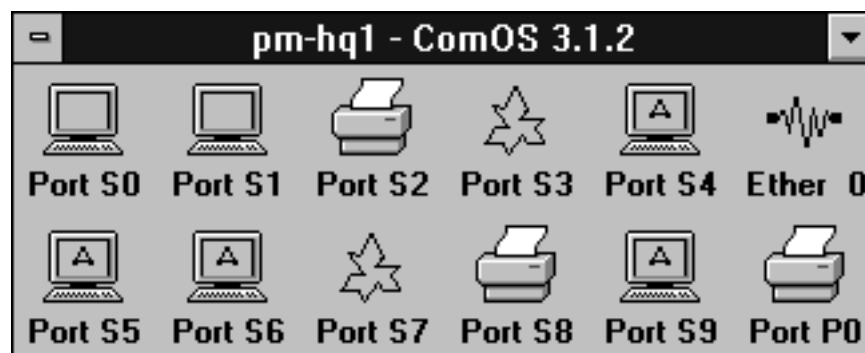 pm-hq1 - ComOS 3.1.2
Port S0 Port S1 Port S2 Port S3 Port S4 Ether 0
Port S5 Port S6 Port S7 Port S8 Port S9 Port P0